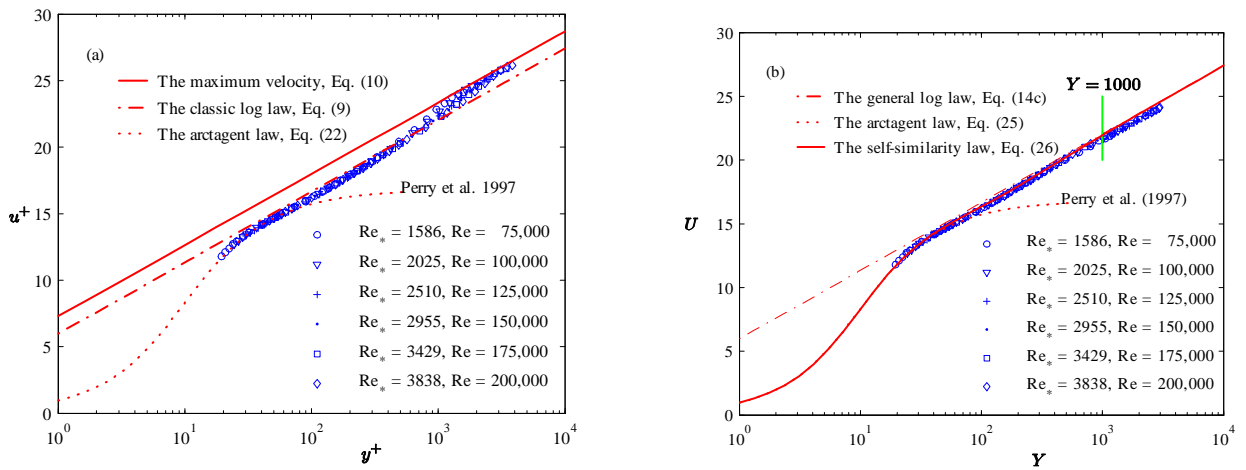 (a)
The maximum velocity, Eq. (10)
The classic log law, Eq. (9)
The arctagent law, Eq. (22)
Perry et al. 1997
Re* = 1586, Re = 75,000
Re* = 2025, Re = 100,000
Re* = 2510, Re = 125,000
Re* = 2955, Re = 150,000
Re* = 3429, Re = 175,000
Re* = 3838, Re = 200,000
30
25
20
15
10
5
0
u+
10^0
10^1
10^2
10^3
10^4
y+
(b)
The general log law, Eq. (14c)
The arctagent law, Eq. (25)
The self-similarity law, Eq. (26)
Y = 1000
Perry et al. (1997)
Re* = 1586, Re = 75,000
Re* = 2025, Re = 100,000
Re* = 2510, Re = 125,000
Re* = 2955, Re = 150,000
Re* = 3429, Re = 175,000
Re* = 3838, Re = 200,000
30
25
20
15
10
5
0
U
10^0
10^1
10^2
10^3
10^4
Y